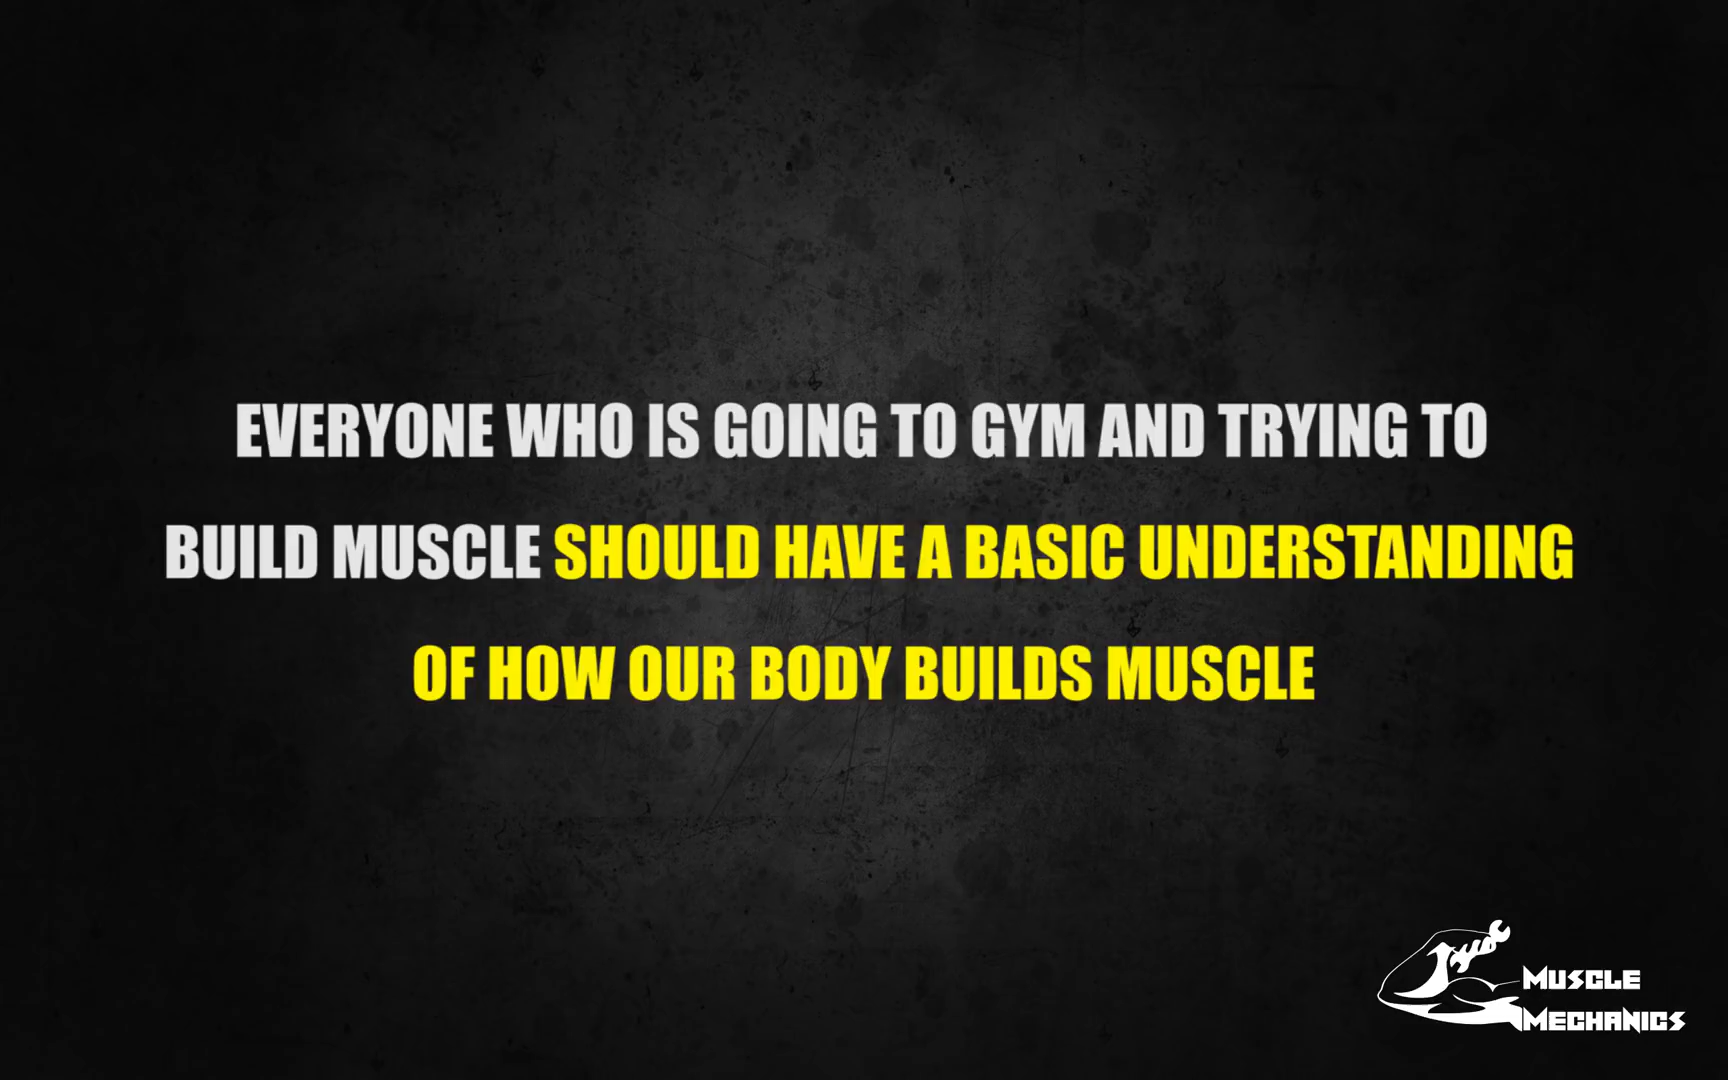 EVERYONE WHO IS GOING TO GYM AND TRYING TO
BUILD MUSCLE SHOULD HAVE A BASIC UNDERSTANDING
OF HOW OUR BODY BUILDS MUSCLE
MUSCLE
MECHANICS